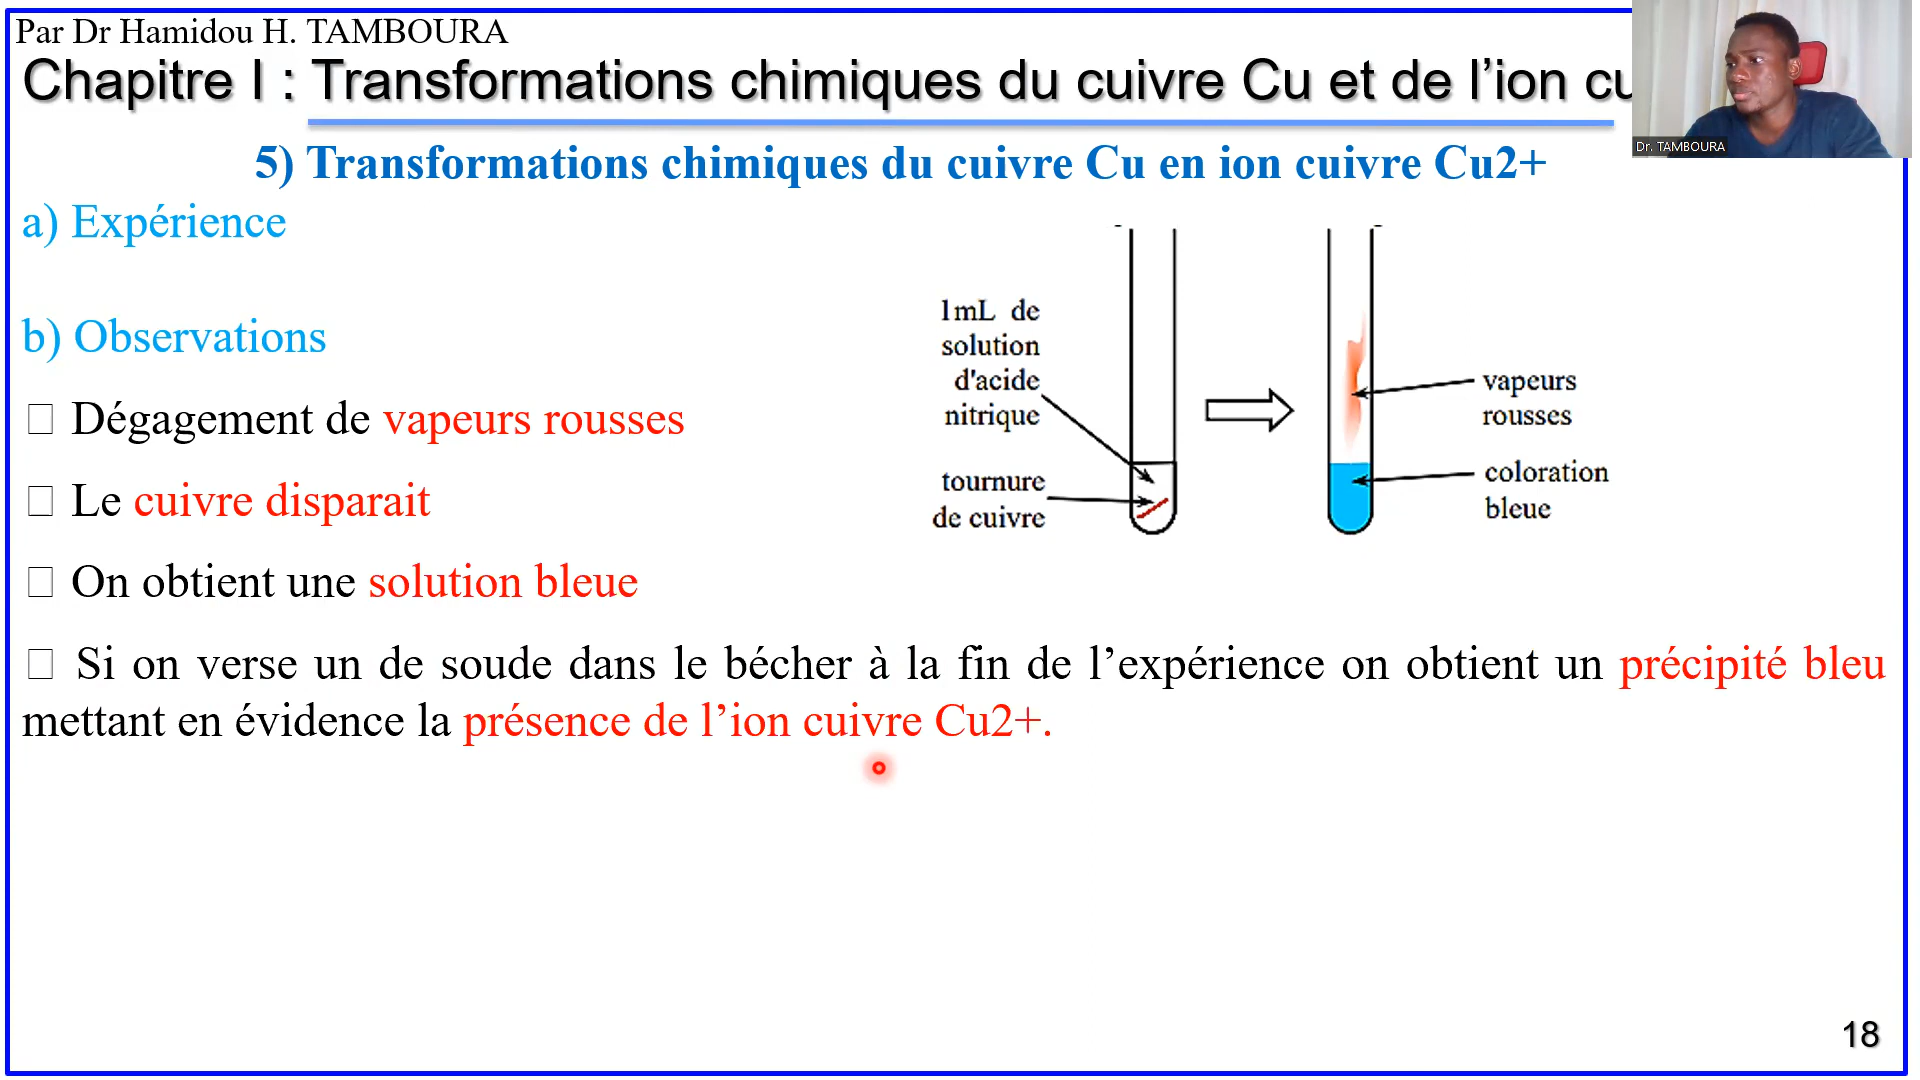 Par Dr Hamidou H. TAMBOURA
Chapitre I : Transformations chimiques du cuivre Cu et de l’ion cu
Dr. TAMBOURA
5) Transformations chimiques du cuivre Cu en ion cuivre Cu2+
a) Expérience
b) Observations
Dégagement de vapeurs rousses
Le cuivre disparait
On obtient une solution bleue
Si on verse un de soude dans le bécher à la fin de l’expérience on obtient un précipité bleu
mettant en évidence la présence de l’ion cuivre Cu2+.
1mL de
solution
d'acide
nitrique
tournure
de cuivre
vapeurs
rousses
coloration
bleue
18